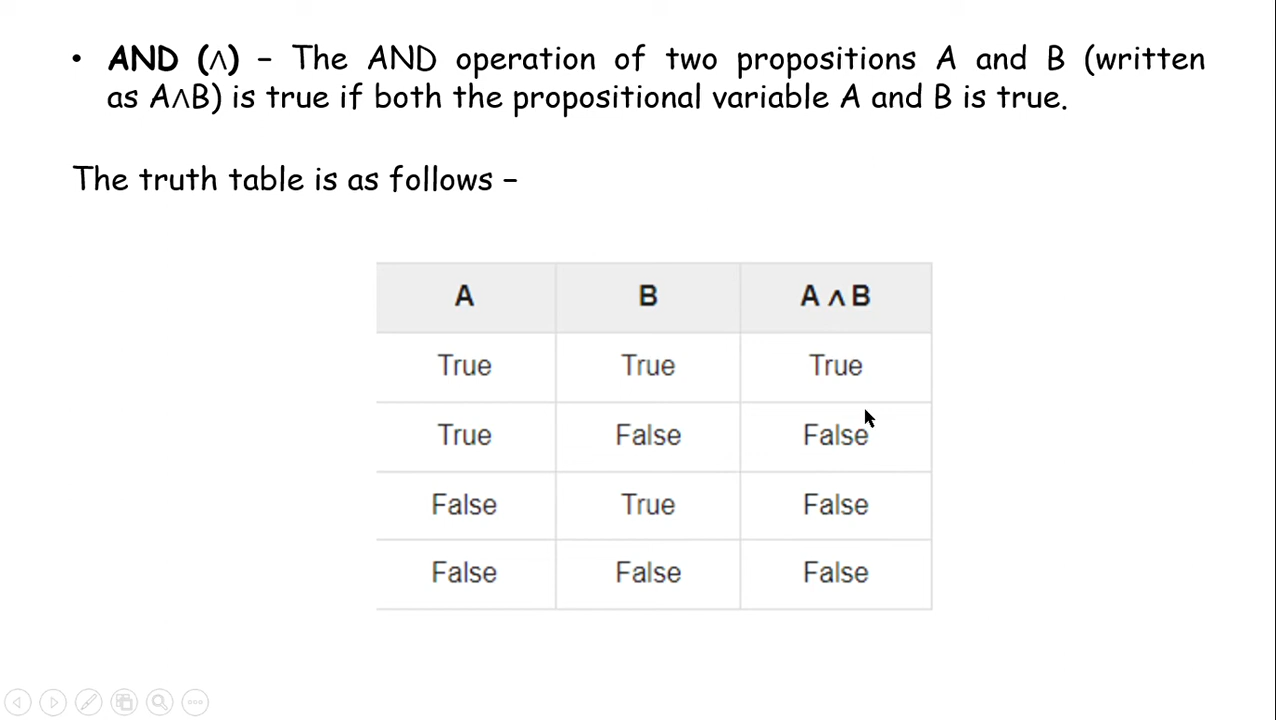 • AND (∧) – The AND operation of two propositions A and B (written
as A∧B) is true if both the propositional variable A and B is true.
The truth table is as follows –
A B A ∧ B
True True True
True False False
False True False
False False False